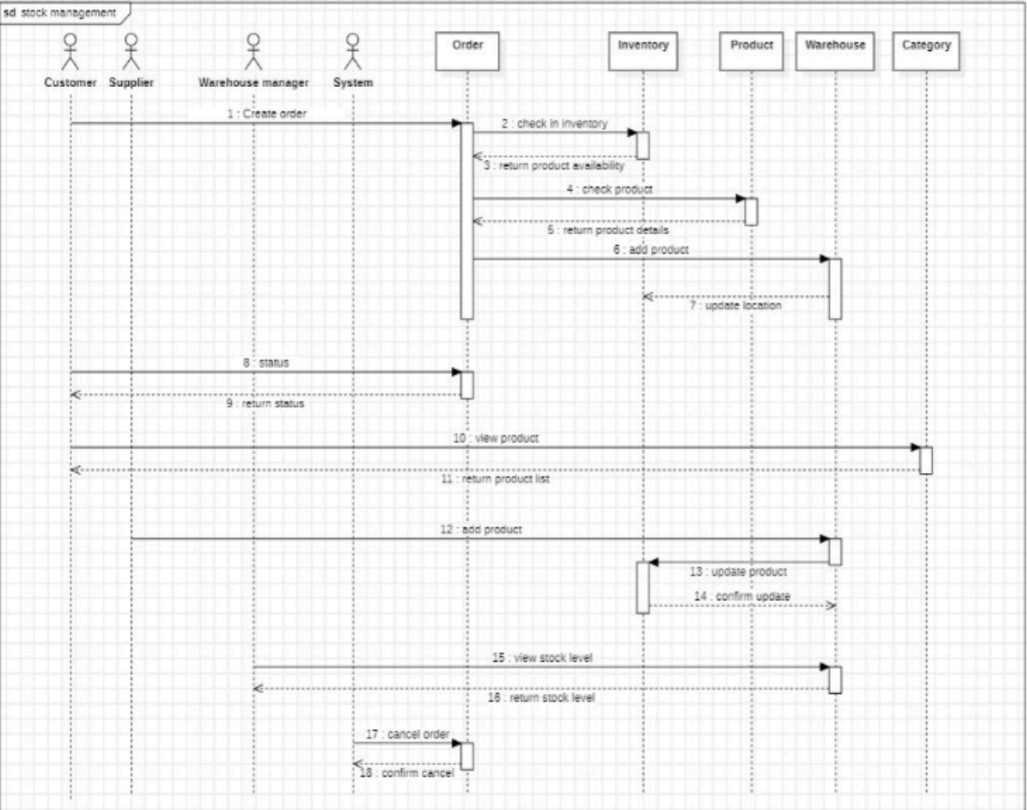 sd stock management
Order
Inventory
Product
Warehouse
Category
Customer
Supplier
Warehouse manager
System
1 : Create order
2 : check in inventory
3 : return product availability
4 : check product
5 : return product details
6 : add product
7 : update location
8 : status
9 : return status
10 : view product
11 : return product list
12 : add product
13 : update product
14 : confirm update
15 : view stock level
16 : return stock level
17 : cancel order
18 : confirm cancel